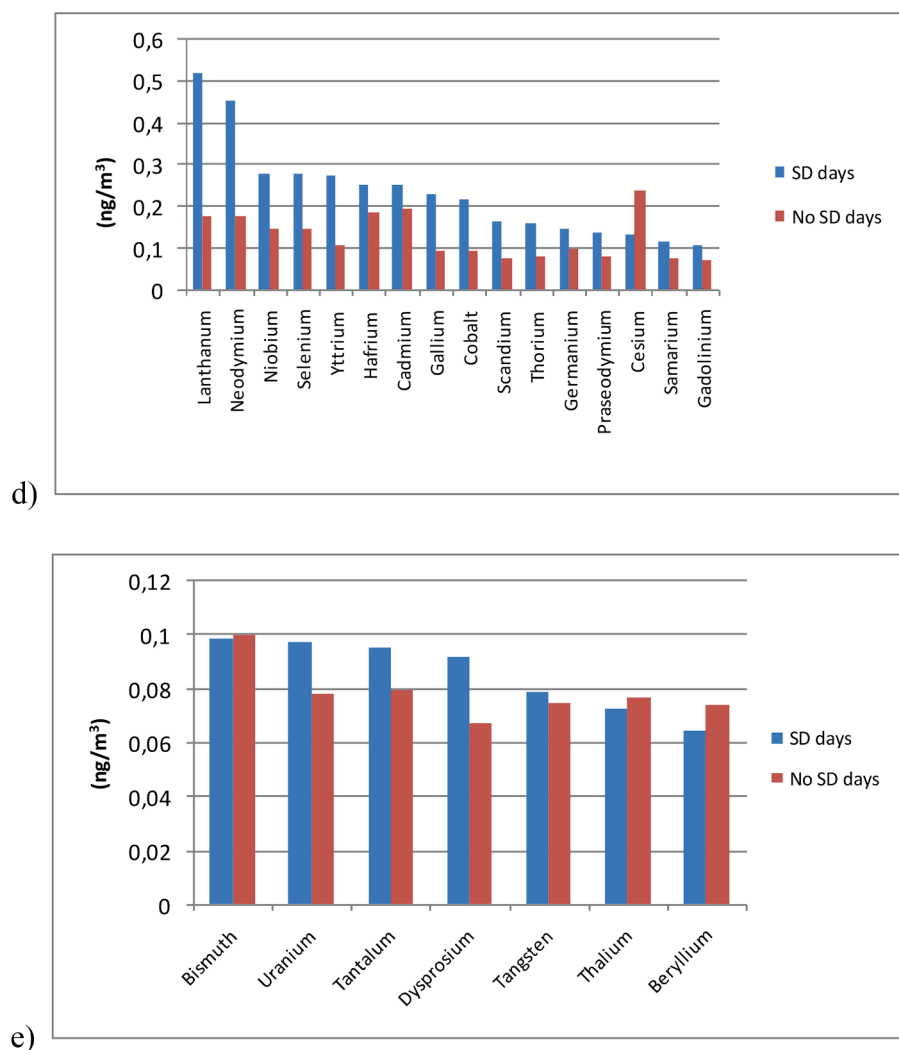 0,6
0,5
0,4
0,3
0,2
0,1
0
(ng/m³)
Lanthanum
Neodymium
Niobium
Selenium
Yttrium
Hafrium
Cadmium
Gallium
Cobalt
Scandium
Thorium
Germanium
Praseodymium
Cesium
Samarium
Gadolinium
SD days
No SD days
d)
0,12
0,1
0,08
0,06
0,04
0,02
0
(ng/m³)
Bismuth
Uranium
Tantalum
Dysprosium
Tangsten
Thalium
Beryllium
SD days
No SD days
e)